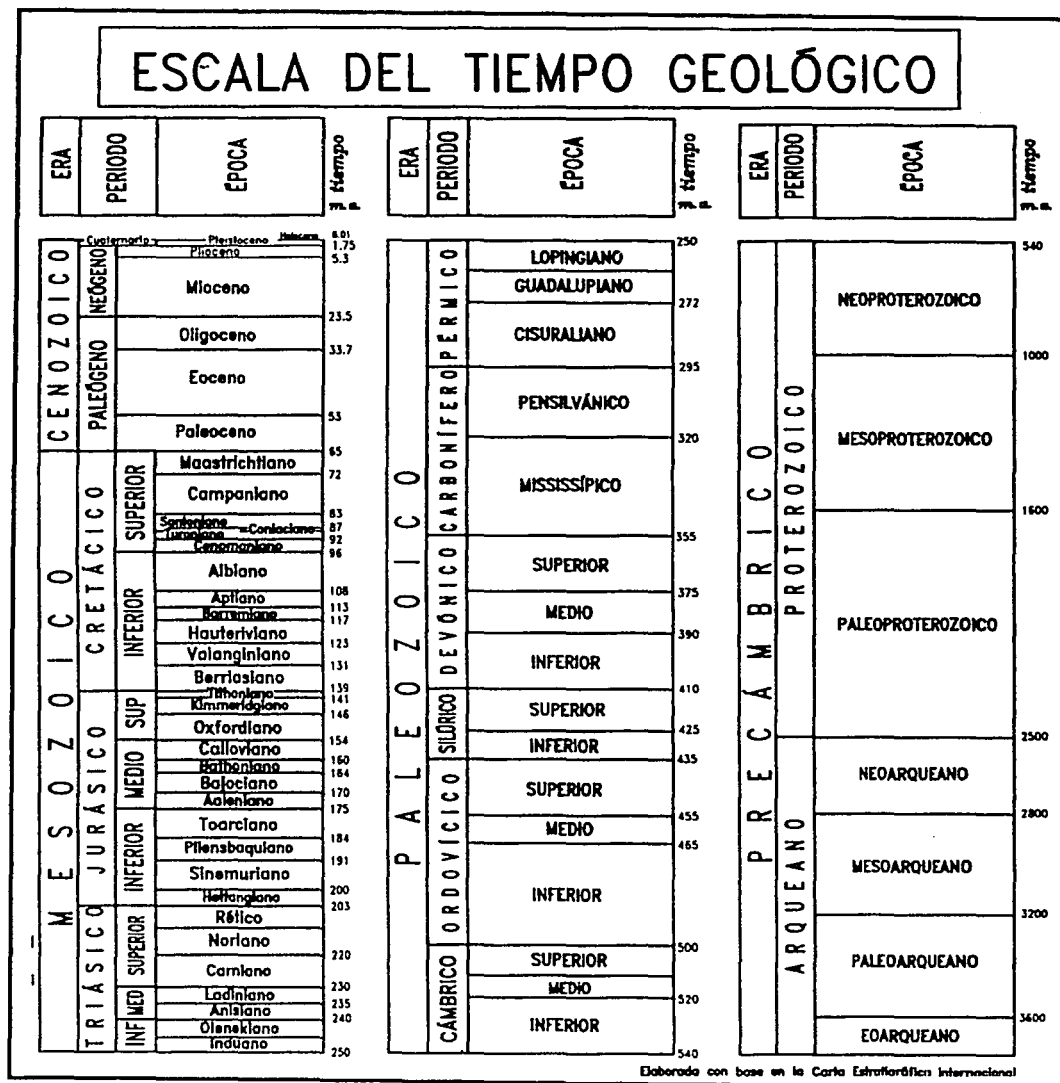 ESCALA DEL TIEMPO GEOLÓGICO
ERA
PERIODO
ÉPOCA
tiempo
m.a.
CENOZOICO
NEÓGENO
PALEÓGENO
Cuaternario
Pleistoceno
Holoceno
0.01
1.75
Plioceno
5.3
Mioceno
23.5
Oligoceno
33.7
Eoceno
53
Paleoceno
65
MESOZOICO
CRETÁCICO
SUPERIOR
Maastrichtiano
72
Campaniano
83
Santoniano
Coniaciano
87
Turoniano
92
Cenomaniano
96
INFERIOR
Albiano
108
Aptiano
113
Barremiano
117
Hauteriviano
123
Valanginiano
131
Berriasiano
139
JURÁSICO
SUP
Tithoniano
141
Kimmeridgiano
146
Oxfordiano
154
MEDIO
Calloviano
160
Bathoniano
164
Bajociano
170
Aaleniano
175
INFERIOR
Toarciano
184
Pliensbaquiano
191
Sinemuriano
200
Hettangiano
203
TRIÁSICO
SUPERIOR
Rético
Noriano
220
Carniano
230
MED
Ladiniano
235
Anisiano
240
INF
Olenekiano
Induano
250
ERA
PERIODO
ÉPOCA
tiempo
m.a.
PALEOZOICO
250
PÉRMICO
LOPINGIANO
GUADALUPIANO
272
CISURALIANO
295
CARBONÍFERO
PENSILVÁNICO
320
MISSISSÍPICO
355
DEVÓNICO
SUPERIOR
375
MEDIO
390
INFERIOR
410
SILÚRICO
SUPERIOR
425
INFERIOR
435
ORDOVÍCICO
SUPERIOR
455
MEDIO
465
INFERIOR
500
CÁMBRICO
SUPERIOR
MEDIO
520
INFERIOR
540
ERA
PERIODO
ÉPOCA
tiempo
m.a.
PRECÁMBRICO
540
PROTEROZOICO
NEOPROTEROZOICO
1000
MESOPROTEROZOICO
1600
PALEOPROTEROZOICO
2500
ARQUEANO
NEOARQUEANO
2800
MESOARQUEANO
3200
PALEOARQUEANO
3600
EOARQUEANO
Elaborada con base en la Carta Estratigráfica Internacional